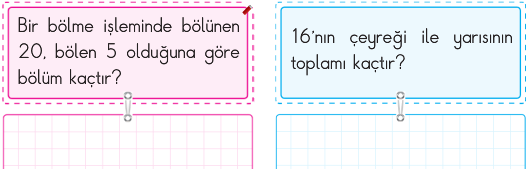 Bir bölme işleminde bölünen
20, bölen 5 olduğuna göre
bölüm kaçtır?
16'nın çeyreği ile yarısının
toplamı kaçtır?